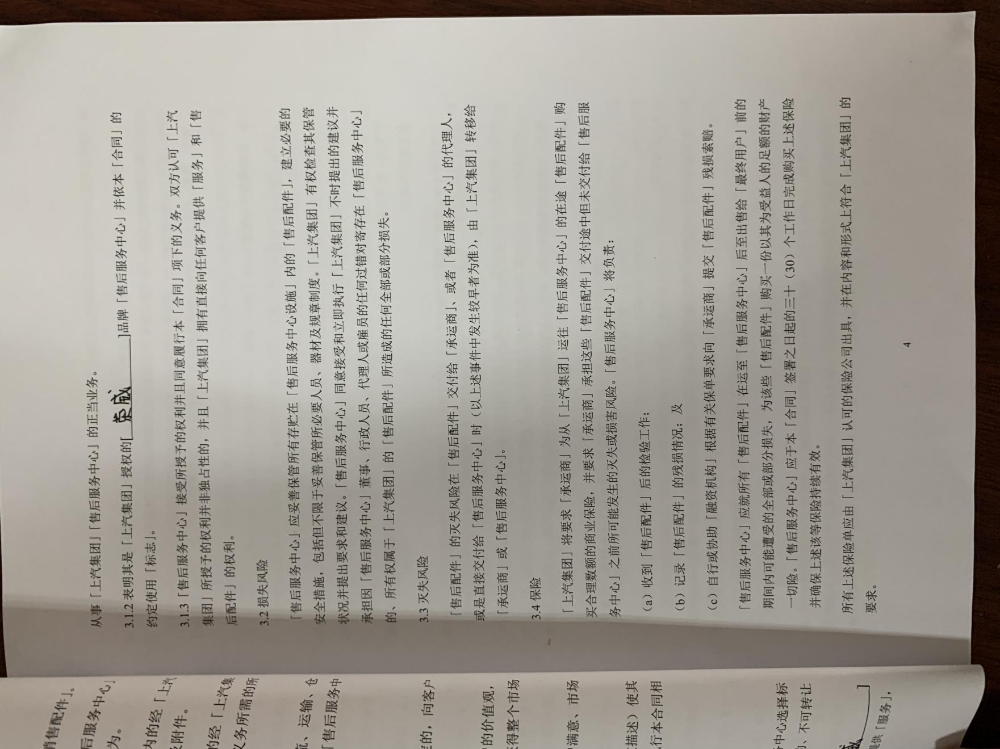 从事「上汽集团」「售后服务中心」的正当业务。
3.1.2 表明其是「上汽集团」授权的[ 荣威 ]品牌「售后服务中心」并依本「合同」的
约定使用「标志」。
3.1.3「售后服务中心」接受所授予的权利并且同意履行本「合同」项下的义务。双方认可「上汽
集团」所授予的权利并非独占性的，并且「上汽集团」拥有直接向任何客户提供「服务」和「售
后配件」的权利。
3.2 损失风险
「售后服务中心」应妥善保管所有存贮在「售后服务中心设施」内的「售后配件」，建立必要的
安全措施，包括但不限于妥善保管所必要人员、器材及规章制度。「上汽集团」有权检查其保管
状况并提出要求和建议。「售后服务中心」同意接受和立即执行「上汽集团」不时提出的建议并
承担因「售后服务中心」董事、行政人员、代理人或雇员的任何过错对寄存在「售后服务中心」
的、所有权属于「上汽集团」的「售后配件」所造成的任何全部或部分损失。
3.3 灭失风险
「售后配件」的灭失风险在「售后配件」交付给「承运商」、或者「售后服务中心」的代理人，
或是直接交付给「售后服务中心」时（以上述事件中发生较早者为准），由「上汽集团」转移给
「承运商」或「售后服务中心」。
3.4 保险
「上汽集团」将要求「承运商」为从「上汽集团」运往「售后服务中心」的在途「售后配件」购
买合理数额的商业保险，并要求「承运商」承担这些「售后配件」交付途中但未交付给「售后服
务中心」之前所可能发生的灭失或损害风险。「售后服务中心」将负责：
（a）收到「售后配件」后的检验工作；
（b）记录「售后配件」的残损情况；及
（c）自行或协助「融资机构」根据有关保单要求向「承运商」提交「售后配件」残损索赔。
「售后服务中心」应就所有「售后配件」在运至「售后服务中心」后至出售给「最终用户」前的
期间内可能遭受的全部或部分损失，为该些「售后配件」购买一份以其为受益人的足额的财产
一切险。「售后服务中心」应于本「合同」签署之日起的三十（30）个工作日完成购买上述保险
并确保上述该等保险持续有效。
所有上述保险单应由「上汽集团」认可的保险公司出具，并在内容和形式上符合「上汽集团」的
要求。
4
销售配件」。
后服务中心」
为。
内的经「上汽
及附件。
的经「上汽集
义务所需的所
流、运输、仓
「售后服务中
定的，向客户
的价值观，
获得整个市场
满意、市场
描述）使其
行本合同相
中心选择标
、不可转让
]
提供「服务」，